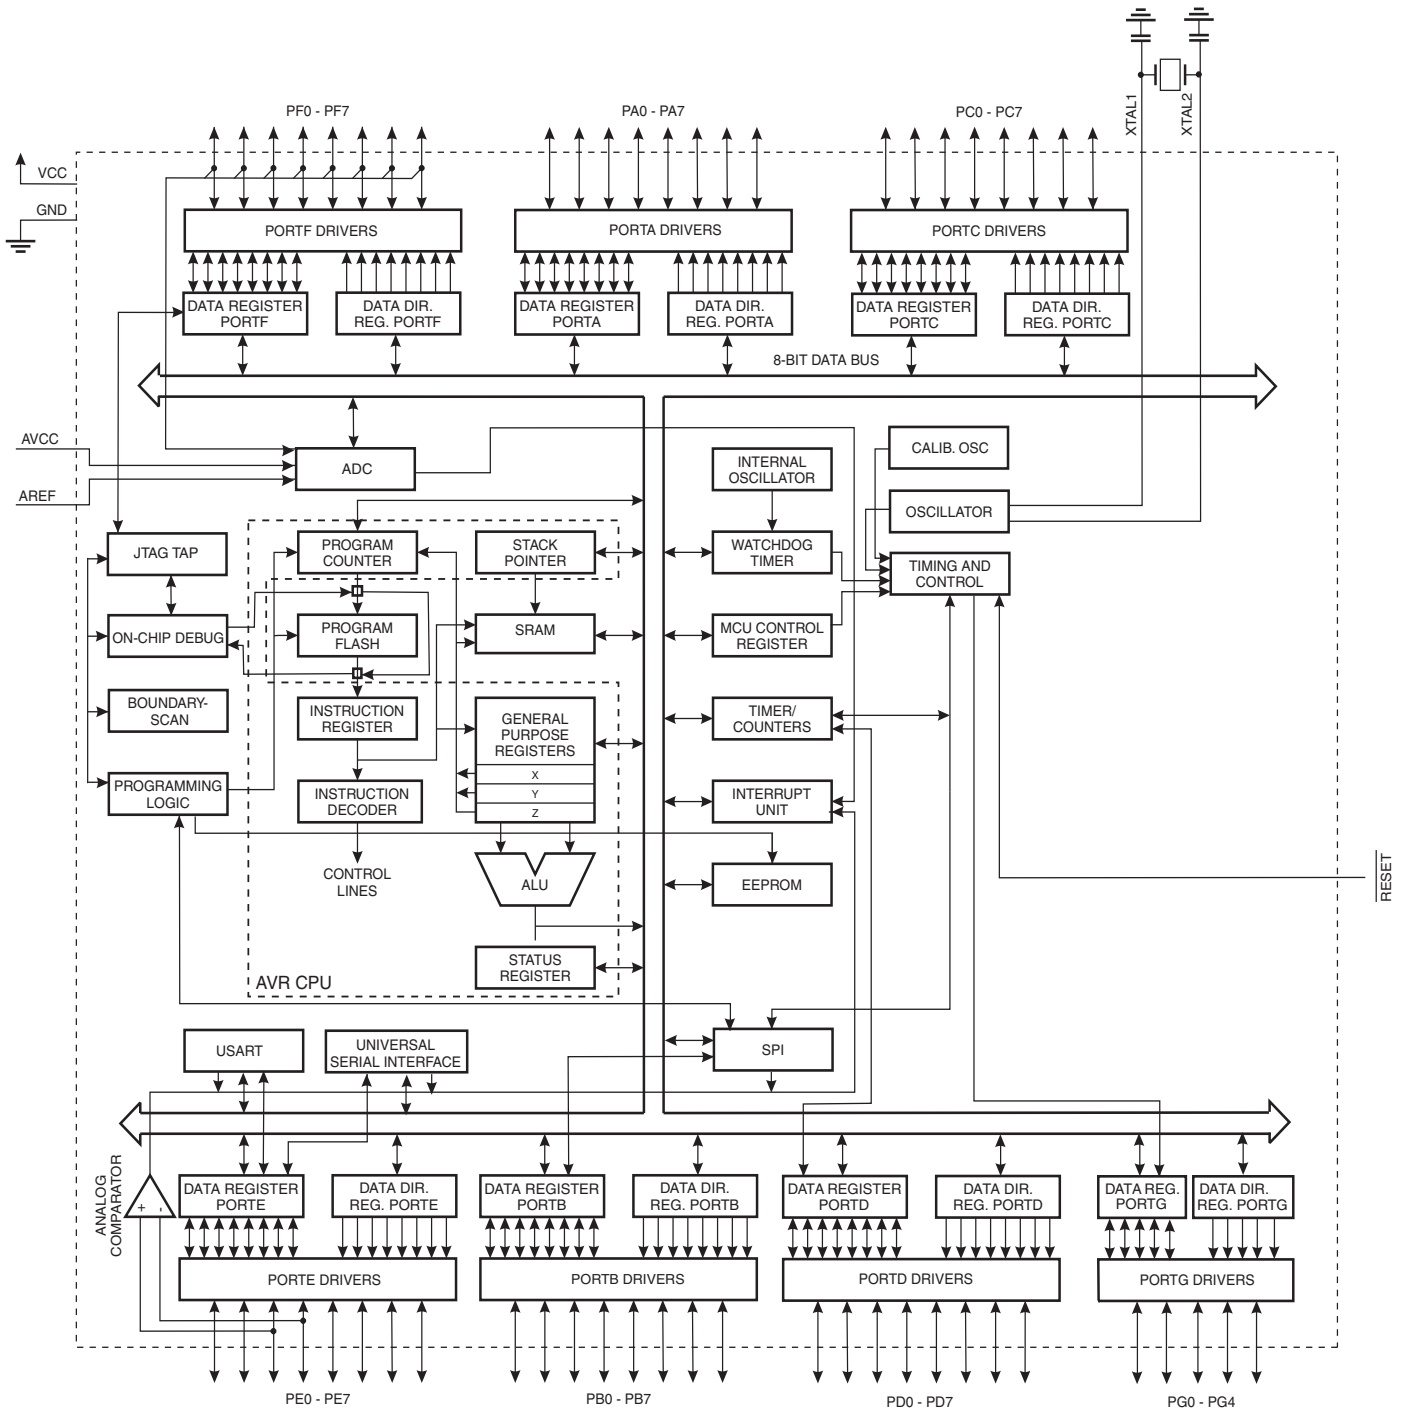 XTAL1
XTAL2
PF0 - PF7
PA0 - PA7
PC0 - PC7
VCC
GND
PORTF DRIVERS
PORTA DRIVERS
PORTC DRIVERS
DATA REGISTER
PORTF
DATA DIR.
REG. PORTF
DATA REGISTER
PORTA
DATA DIR.
REG. PORTA
DATA REGISTER
PORTC
DATA DIR.
REG. PORTC
8-BIT DATA BUS
AVCC
AREF
ADC
INTERNAL
OSCILLATOR
CALIB. OSC
OSCILLATOR
JTAG TAP
PROGRAM
COUNTER
STACK
POINTER
WATCHDOG
TIMER
TIMING AND
CONTROL
ON-CHIP DEBUG
PROGRAM
FLASH
SRAM
MCU CONTROL
REGISTER
BOUNDARY-
SCAN
INSTRUCTION
REGISTER
GENERAL
PURPOSE
REGISTERS
X
Y
Z
TIMER/
COUNTERS
PROGRAMMING
LOGIC
INSTRUCTION
DECODER
INTERRUPT
UNIT
CONTROL
LINES
ALU
EEPROM
RESET
STATUS
REGISTER
AVR CPU
USART
UNIVERSAL
SERIAL INTERFACE
SPI
ANALOG
COMPARATOR
+
-
DATA REGISTER
PORTE
DATA DIR.
REG. PORTE
DATA REGISTER
PORTB
DATA DIR.
REG. PORTB
DATA REGISTER
PORTD
DATA DIR.
REG. PORTD
DATA REG.
PORTG
DATA DIR.
REG. PORTG
PORTE DRIVERS
PORTB DRIVERS
PORTD DRIVERS
PORTG DRIVERS
PE0 - PE7
PB0 - PB7
PD0 - PD7
PG0 - PG4